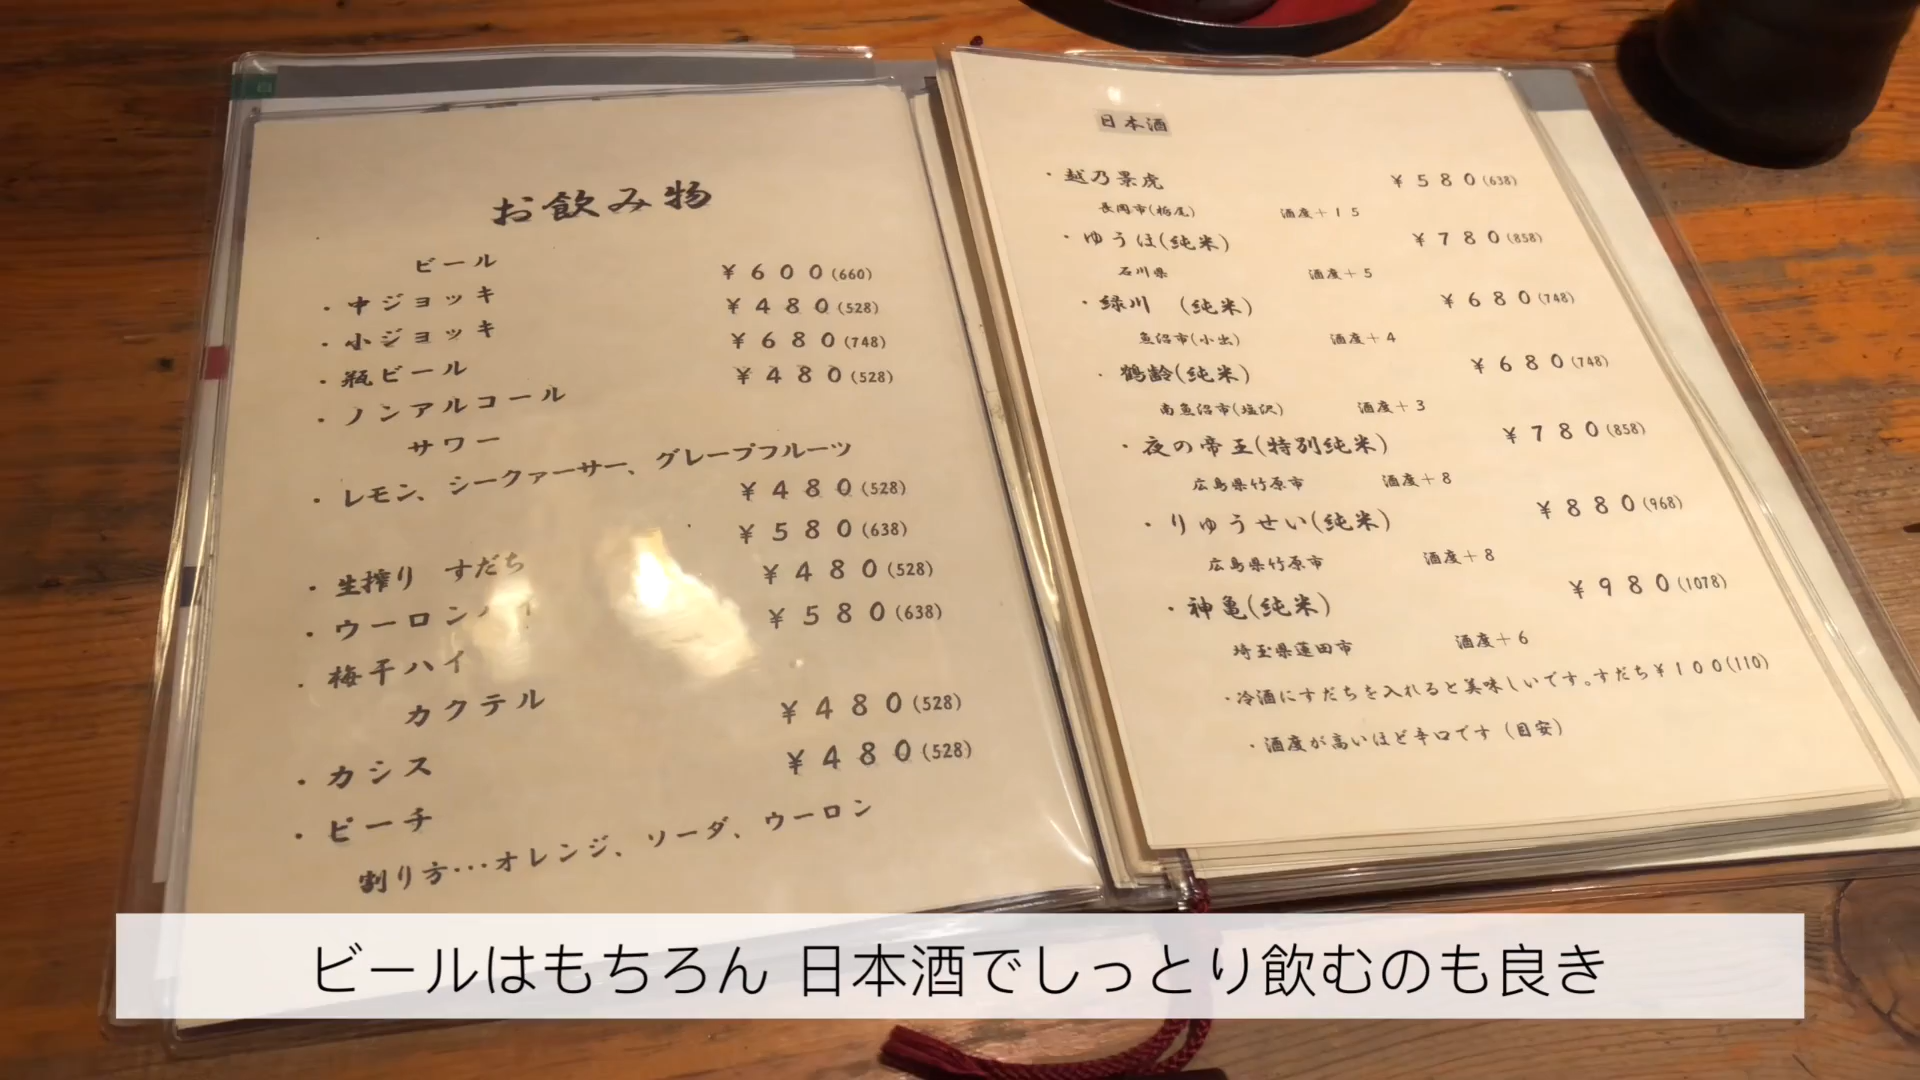 お飲み物
ビール
・中ジョッキ ¥600(660)
・小ジョッキ ¥480(528)
・瓶ビール ¥680(748)
・ノンアルコール ¥480(528)
サワー
・レモン、シークァーサー、グレープフルーツ
¥480(528)
・生搾り すだち ¥580(638)
・ウーロンハイ ¥480(528)
・梅干ハイ ¥580(638)
カクテル
・カシス ¥480(528)
・ピーチ ¥480(528)
割り方…オレンジ、ソーダ、ウーロン
日本酒
・越乃景虎 ¥580(638)
長岡市(栃尾) 酒度+15
・ゆうほ(純米) ¥780(858)
石川県 酒度+5
・緑川 (純米) ¥680(748)
魚沼市(小出) 酒度+4
・鶴齢(純米) ¥680(748)
南魚沼市(塩沢) 酒度+3
・夜の帝王(特別純米) ¥780(858)
広島県竹原市 酒度+8
・りゅうせい(純米) ¥880(968)
広島県竹原市 酒度+8
・神亀(純米) ¥980(1078)
埼玉県蓮田市 酒度+6
・冷酒にすだちを入れると美味しいです。すだち¥100(110)
・酒度が高いほど辛口です(目安)
ビールはもちろん 日本酒でしっとり飲むのも良き